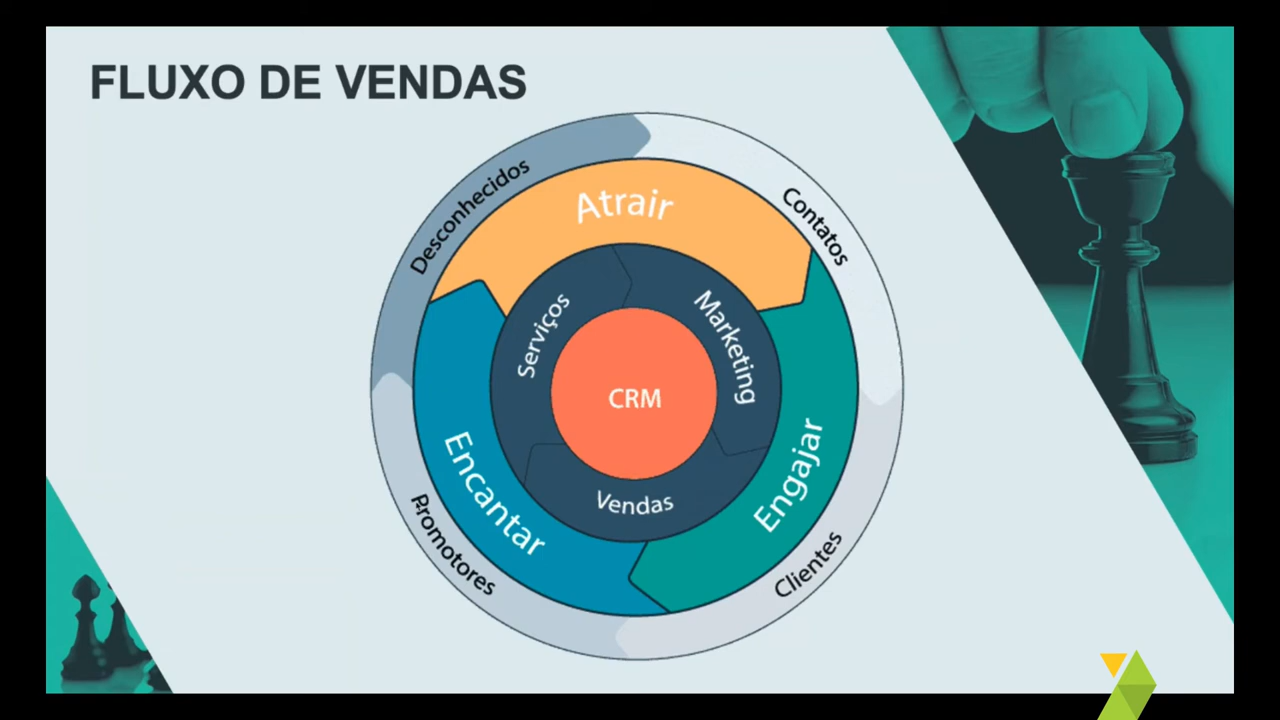 FLUXO DE VENDAS
Desconhecidos
Contatos
Atrair
Serviços
Marketing
CRM
Vendas
Encantar
Engajar
Promotores
Clientes